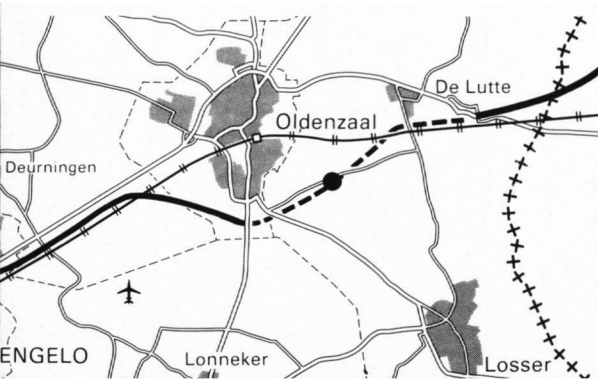 De Lutte
Oldenzaal
Deurningen
ENGELO
Lonneker
Losser